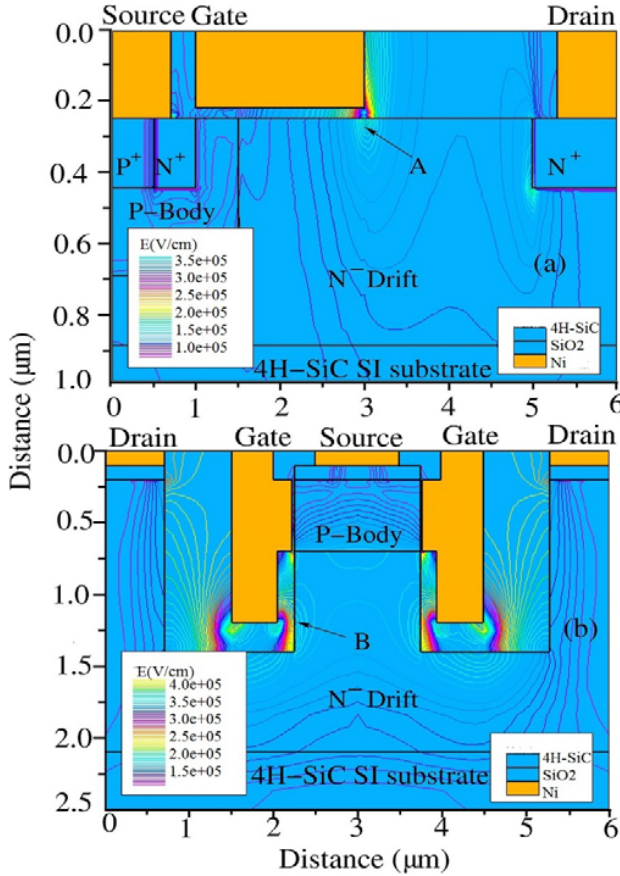 Source Gate Drain
0.0
0.2
0.4
0.6
0.8
1.0
P+ N+ A N+
P-Body
E(V/cm)
3.5e+05
3.0e+05
2.5e+05
2.0e+05
1.5e+05
1.0e+05
N− Drift
(a)
4H-SiC
SiO2
Ni
4H-SiC SI substrate
0 1 2 3 4 5 6
Distance (μm)
Drain Gate Source Gate Drain
0.0
0.5
1.0
1.5
2.0
2.5
P-Body
B
(b)
E(V/cm)
4.0e+05
3.5e+05
3.0e+05
2.5e+05
2.0e+05
1.5e+05
N− Drift
4H-SiC
SiO2
Ni
4H-SiC SI substrate
0 1 2 3 4 5 6
Distance (μm)